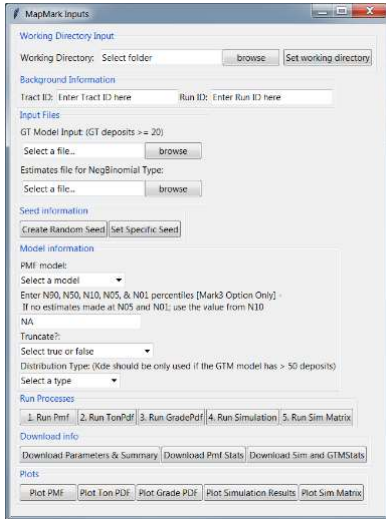 MapMark Inputs
Working Directory Input
Working Directory: Select folder browse Set working directory
Background Information
Tract ID: Enter Tract ID here Run ID: Enter Run ID here
Input Files
GT Model Input: (GT deposits >= 20)
Select a file... browse
Estimates file for NegBinomial Type:
Select a file... browse
Seed information
Create Random Seed Set Specific Seed
Model information
PMF model:
Select a model
Enter N90, N50, N10, N05, & N01 percentiles [Mark3 Option Only] -
If no estimates made at N05 and N01; use the value from N10
NA
Truncate?:
Select true or false
Distribution Type: (Kde should be only used if the GTM model has > 50 deposits)
Select a type
Run Processes
1. Run Pmf 2. Run TonPdf 3. Run GradePdf 4. Run Simulation 5. Run Sim Matrix
Download info
Download Parameters & Summary Download Pmf Stats Download Sim and GTMStats
Plots
Plot PMF Plot Ton PDF Plot Grade PDF Plot Simulation Results Plot Sim Matrix